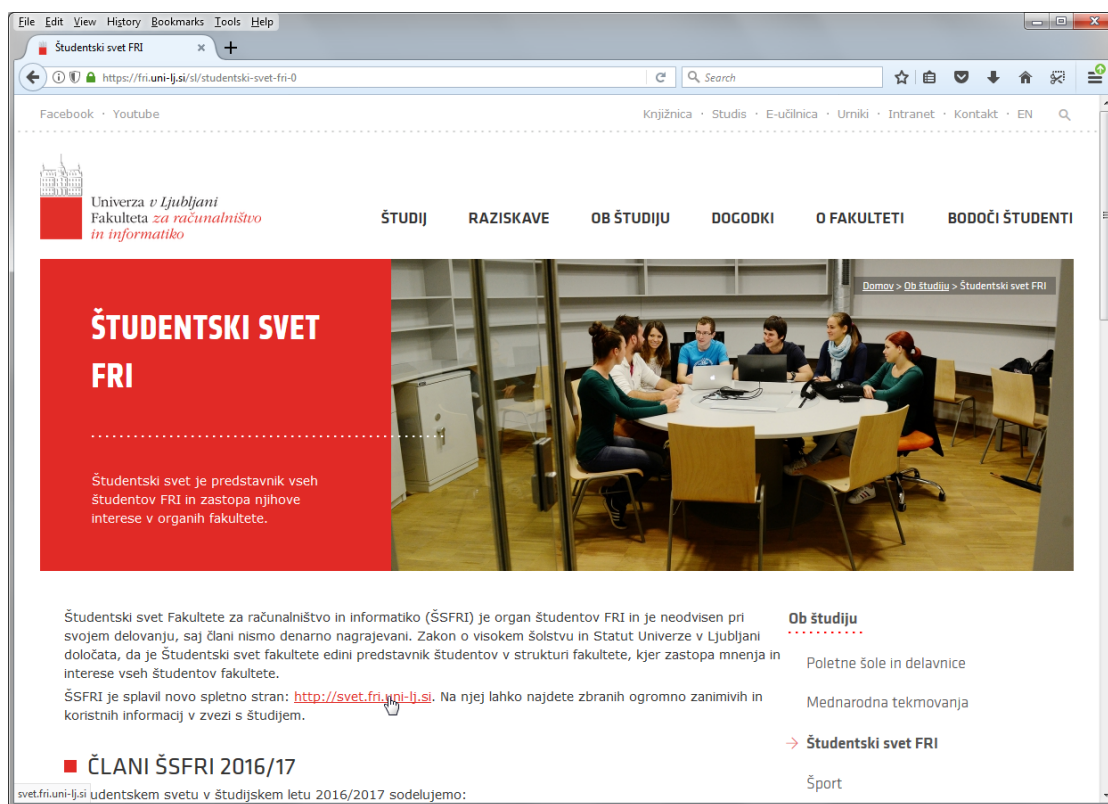 File Edit View History Bookmarks Tools Help
Študentski svet FRI
https://fri.uni-lj.si/sl/studentski-svet-fri-0
Search
Facebook · Youtube
Knjižnica · Studis · E-učilnica · Urniki · Intranet · Kontakt · EN
Univerza v Ljubljani
Fakulteta za računalništvo
in informatiko
ŠTUDIJ RAZISKAVE OB ŠTUDIJU DOGODKI O FAKULTETI BODOČI ŠTUDENTI
Domov > Ob študiju > Študentski svet FRI
ŠTUDENTSKI SVET
FRI
Študentski svet je predstavnik vseh
študentov FRI in zastopa njihove
interese v organih fakultete.
Študentski svet Fakultete za računalništvo in informatiko (ŠSFRI) je organ študentov FRI in je neodvisen pri
svojem delovanju, saj člani nismo denarno nagrajevani. Zakon o visokem šolstvu in Statut Univerze v Ljubljani
določata, da je Študentski svet fakultete edini predstavnik študentov v strukturi fakultete, kjer zastopa mnenja in
interese vseh študentov fakultete.
ŠSFRI je splavil novo spletno stran: http://svet.fri.uni-lj.si. Na njej lahko najdete zbranih ogromno zanimivih in
koristnih informacij v zvezi s študijem.
ČLANI ŠSFRI 2016/17
udentskem svetu v študijskem letu 2016/2017 sodelujemo:
svet.fri.uni-lj.si
Ob študiju
Poletne šole in delavnice
Mednarodna tekmovanja
Študentski svet FRI
Šport